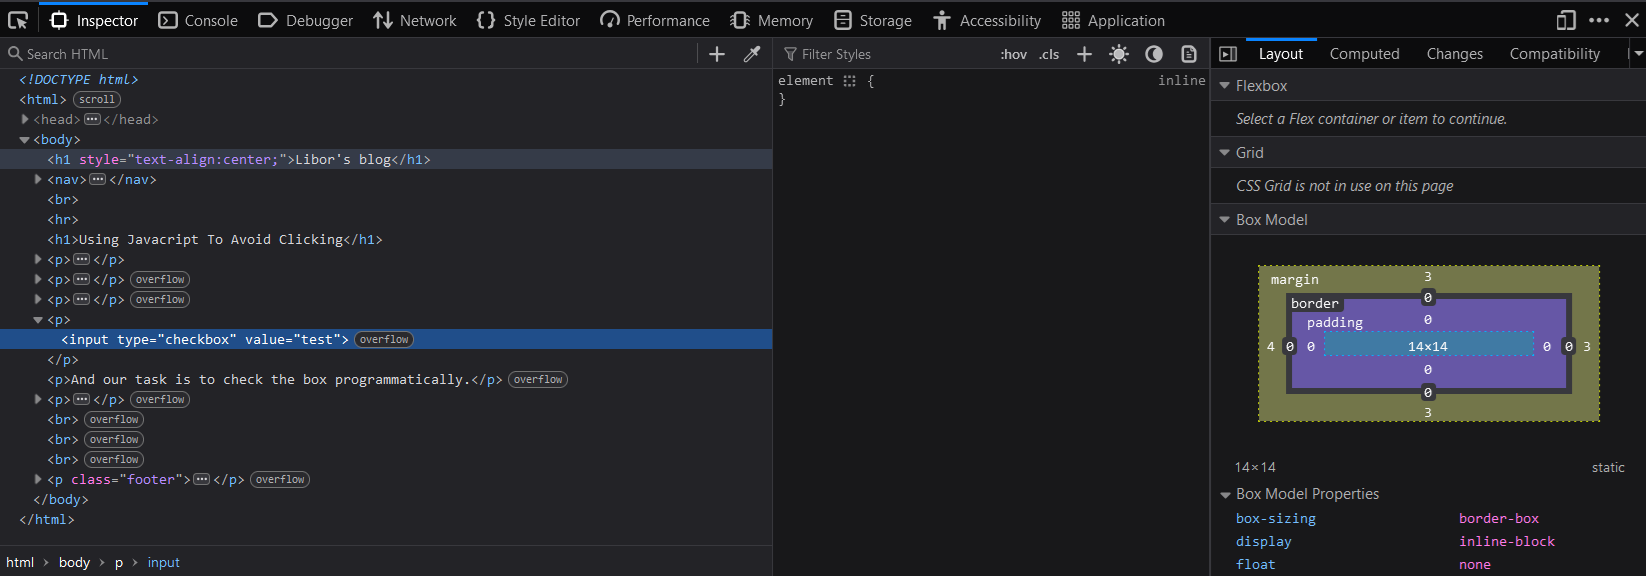 Inspector Console Debugger Network Style Editor Performance Memory Storage Accessibility Application
Search HTML
<!DOCTYPE html>
<html> scroll
<head> </head>
<body>
<h1 style="text-align:center;">Libor's blog</h1>
<nav> </nav>
<br>
<hr>
<h1>Using Javacript To Avoid Clicking</h1>
<p> </p>
<p> </p> overflow
<p> </p> overflow
<p>
<input type="checkbox" value="test"> overflow
</p>
<p>And our task is to check the box programmatically.</p> overflow
<p> </p> overflow
<br> overflow
<br> overflow
<br> overflow
<p class="footer"> </p> overflow
</body>
</html>
html > body > p > input
Filter Styles :hov .cls
element { inline
}
Layout Computed Changes Compatibility
Flexbox
Select a Flex container or item to continue.
Grid
CSS Grid is not in use on this page
Box Model
margin 3
border 0
padding 0
4 0 0 14×14 0 0 3
0
0
3
14×14 static
Box Model Properties
box-sizing border-box
display inline-block
float none